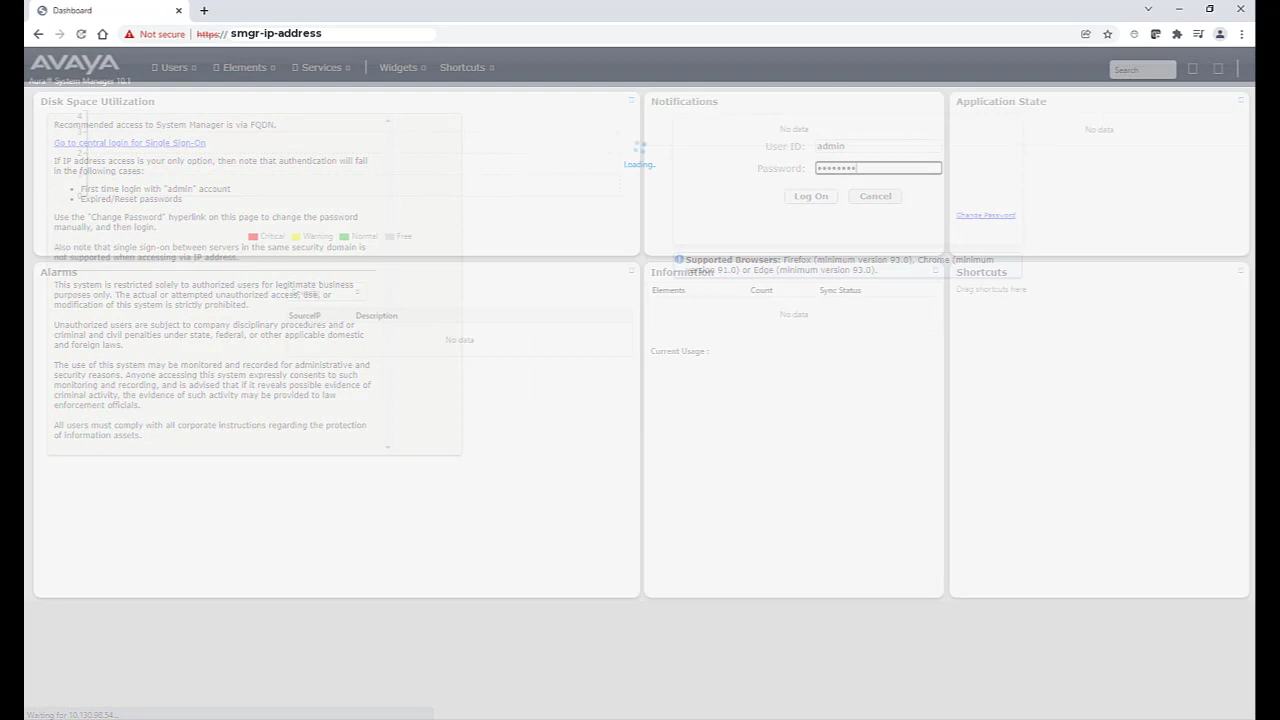 Dashboard
Not secure
https://
smgr-ip-address
AVAYA
Aura® System Manager 10.1
Users
Elements
Services
Widgets
Shortcuts
Search
Disk Space Utilization
Recommended access to System Manager is via FQDN.
Go to central login for Single Sign-On
If IP address access is your only option, then note that authentication will fail
in the following cases:
• First time login with "admin" account
• Expired/Reset passwords
Use the "Change Password" hyperlink on this page to change the password
manually, and then login.
Critical
Warning
Normal
Free
Also note that single sign-on between servers in the same security domain is
not supported when accessing via IP address.
Loading..
Notifications
No data
User ID:
admin
Password:
••••••••
Log On
Cancel
Application State
No data
Change Password
Supported Browsers: Firefox (minimum version 93.0), Chrome (minimum
version 91.0) or Edge (minimum version 93.0).
Alarms
This system is restricted solely to authorized users for legitimate business
purposes only. The actual or attempted unauthorized access, use, or
modification of this system is strictly prohibited.
SourceIP
Description
No data
Unauthorized users are subject to company disciplinary procedures and or
criminal and civil penalties under state, federal, or other applicable domestic
and foreign laws.
The use of this system may be monitored and recorded for administrative and
security reasons. Anyone accessing this system expressly consents to such
monitoring and recording, and is advised that if it reveals possible evidence of
criminal activity, the evidence of such activity may be provided to law
enforcement officials.
All users must comply with all corporate instructions regarding the protection
of information assets.
Information
Elements
Count
Sync Status
No data
Current Usage :
Shortcuts
Drag shortcuts here
Waiting for 10.130.98.54...